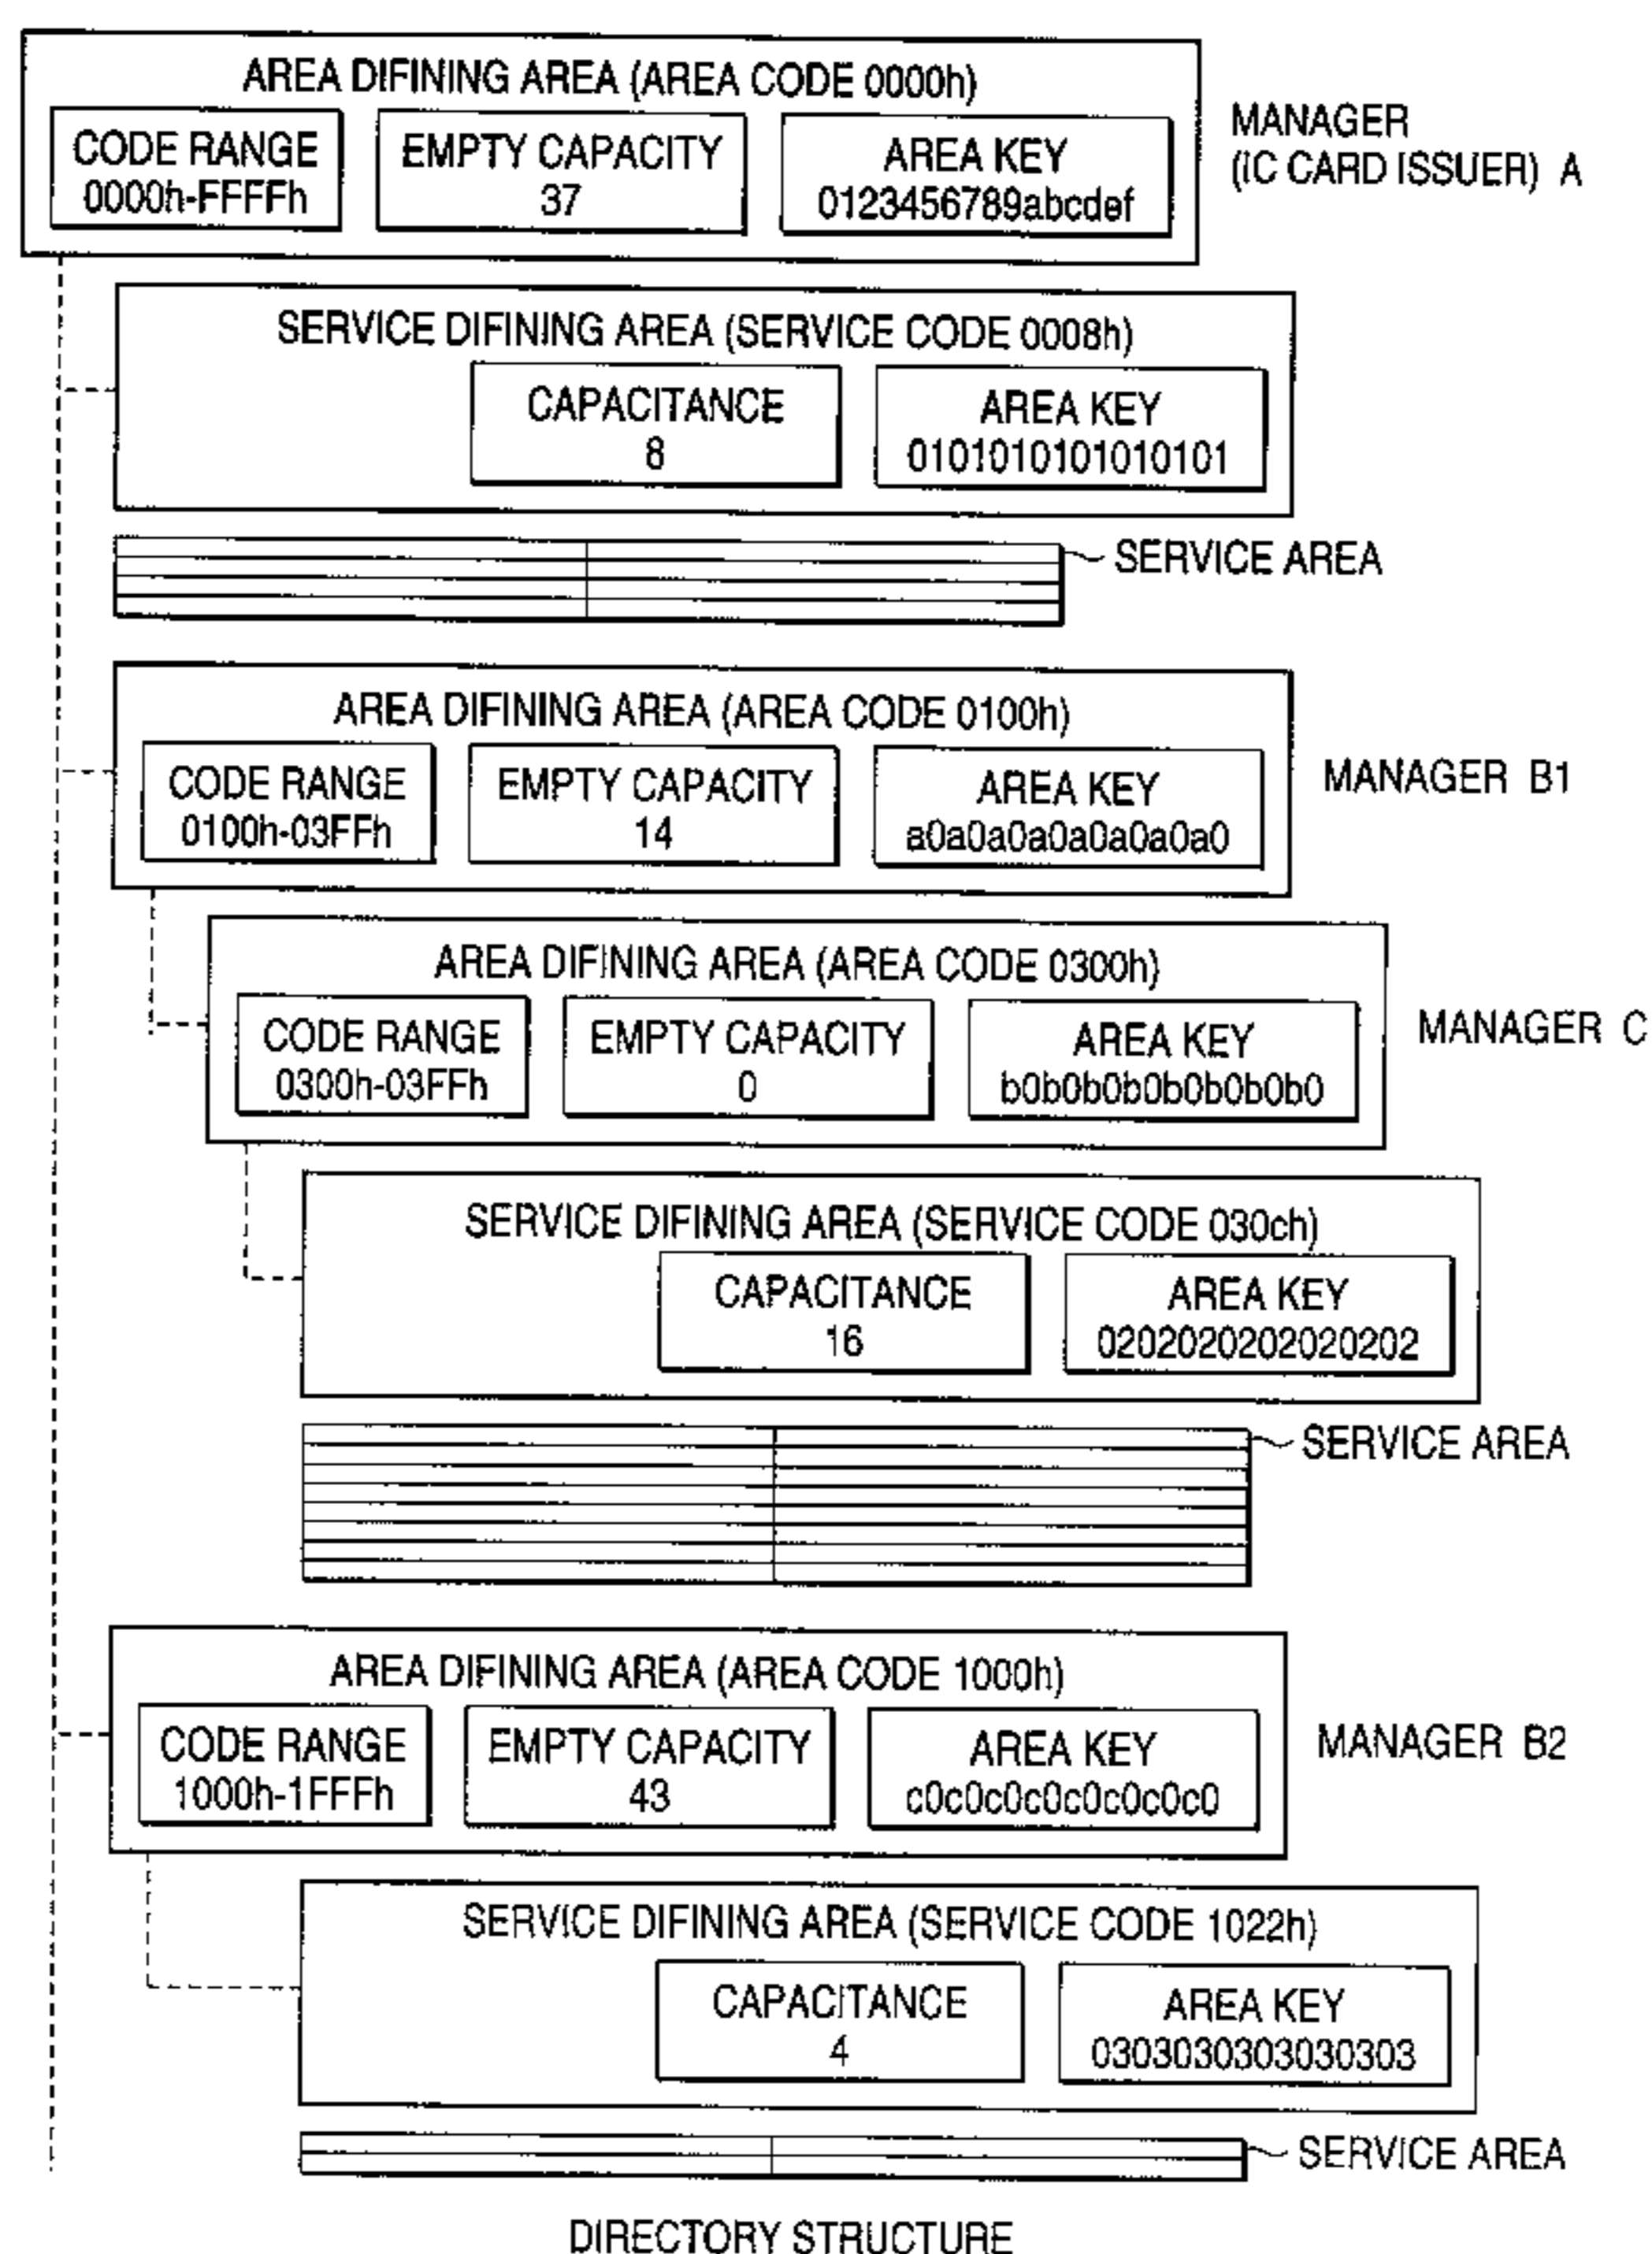 AREA DIFINING AREA (AREA CODE 0000h)
CODE RANGE
0000h-FFFFh
EMPTY CAPACITY
37
AREA KEY
0123456789abcdef
MANAGER
(IC CARD ISSUER) A
SERVICE DIFINING AREA (SERVICE CODE 0008h)
CAPACITANCE
8
AREA KEY
0101010101010101
SERVICE AREA
AREA DIFINING AREA (AREA CODE 0100h)
CODE RANGE
0100h-03FFh
EMPTY CAPACITY
14
AREA KEY
a0a0a0a0a0a0a0a0
MANAGER B1
AREA DIFINING AREA (AREA CODE 0300h)
CODE RANGE
0300h-03FFh
EMPTY CAPACITY
0
AREA KEY
b0b0b0b0b0b0b0b0
MANAGER C
SERVICE DIFINING AREA (SERVICE CODE 030ch)
CAPACITANCE
16
AREA KEY
0202020202020202
SERVICE AREA
AREA DIFINING AREA (AREA CODE 1000h)
CODE RANGE
1000h-1FFFh
EMPTY CAPACITY
43
AREA KEY
c0c0c0c0c0c0c0c0
MANAGER B2
SERVICE DIFINING AREA (SERVICE CODE 1022h)
CAPACITANCE
4
AREA KEY
0303030303030303
SERVICE AREA
DIRECTORY STRUCTURE